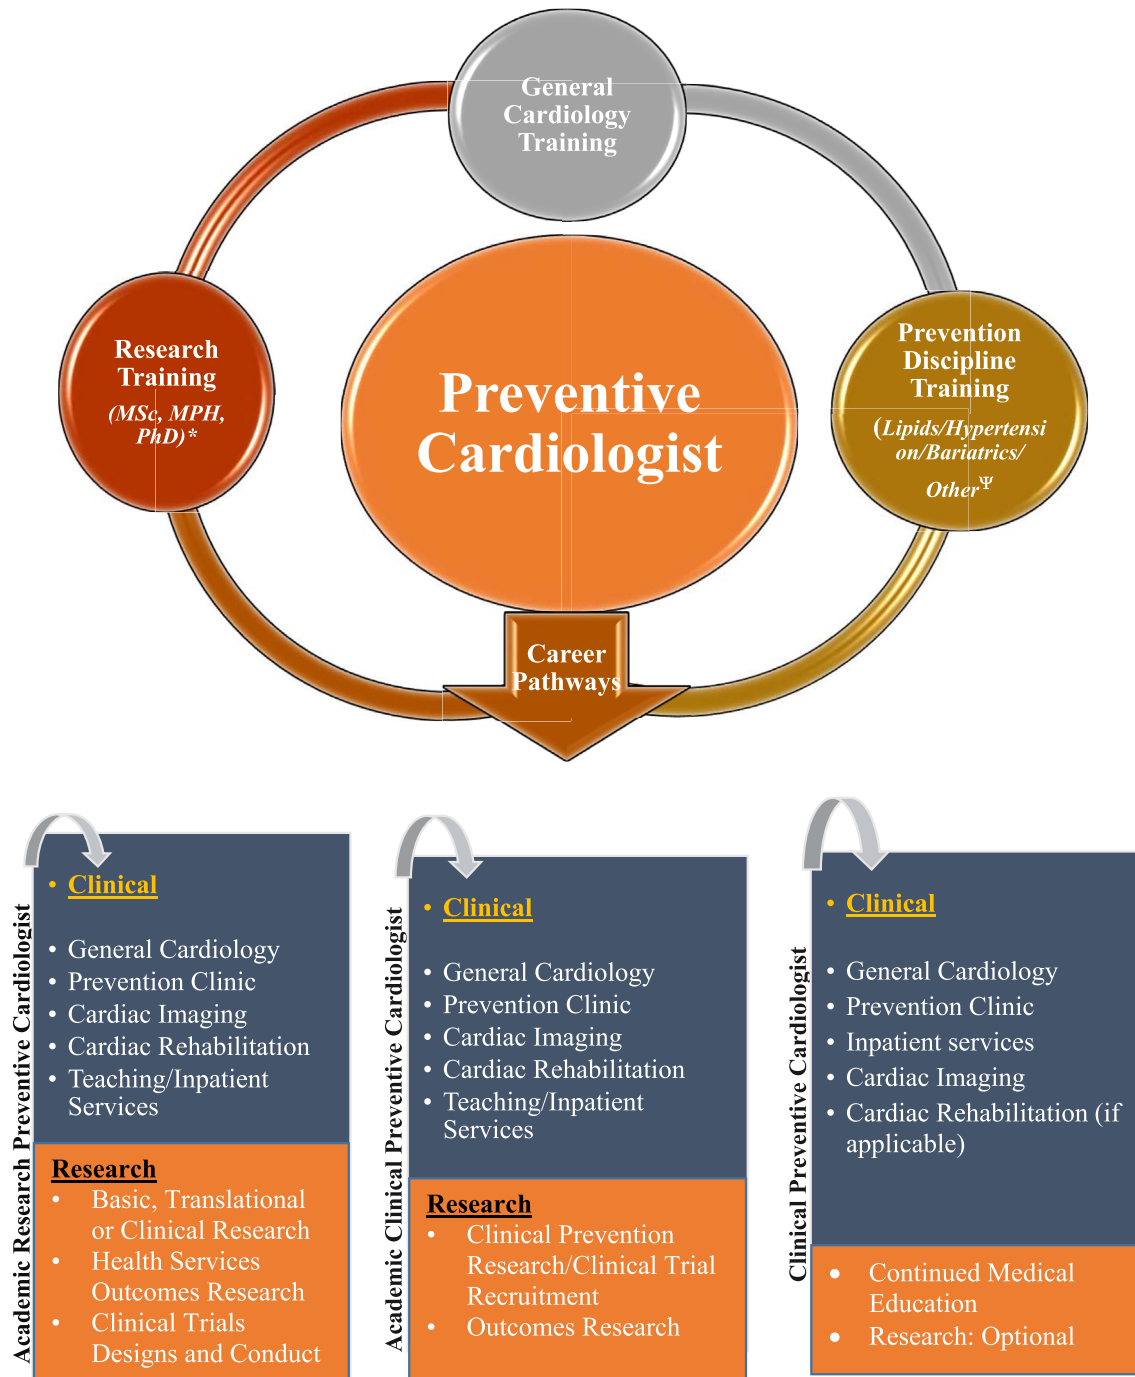 General
Cardiology
Training
Research
Training
(MSc, MPH,
PhD)*
Preventive
Cardiologist
Prevention
Discipline
Training
(Lipids/Hypertensi
on/Bariatrics/
OtherΨ
Career
Pathways
Academic Research Preventive Cardiologist
• Clinical
• General Cardiology
• Prevention Clinic
• Cardiac Imaging
• Cardiac Rehabilitation
• Teaching/Inpatient
Services
Research
• Basic, Translational
or Clinical Research
• Health Services
Outcomes Research
• Clinical Trials
Designs and Conduct
Academic Clinical Preventive Cardiologist
• Clinical
• General Cardiology
• Prevention Clinic
• Cardiac Imaging
• Cardiac Rehabilitation
• Teaching/Inpatient
Services
Research
• Clinical Prevention
Research/Clinical Trial
Recruitment
• Outcomes Research
Clinical Preventive Cardiologist
• Clinical
• General Cardiology
• Prevention Clinic
• Inpatient services
• Cardiac Imaging
• Cardiac Rehabilitation (if
applicable)
• Continued Medical
Education
• Research: Optional